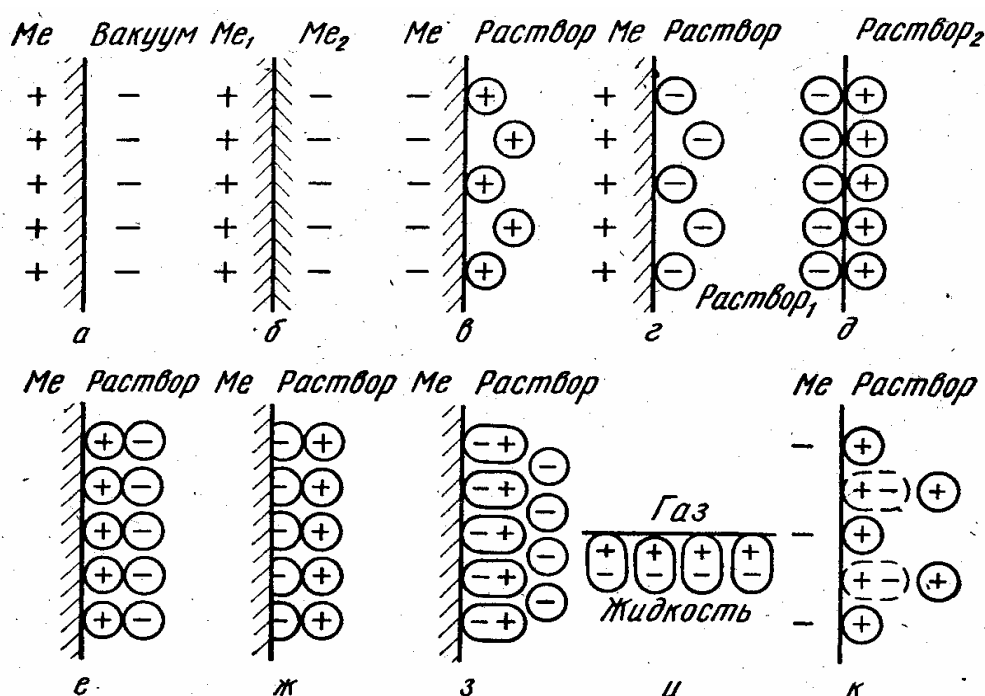 Ме Вакуум Ме₁ Ме₂ Ме Раствор Ме Раствор Раствор₂
+ − + − − + + − − +
+ − + − − + + − − +
+ − + − − + + − − +
+ − + − − + + − − +
+ − + − − + + − − +
Раствор₁
а б в г д
Ме Раствор Ме Раствор Ме Раствор Ме Раствор
+ − − + − + − − +
+ − − + − + − + − +
Газ
+ − − + − + − − +
+ + + +
− − − −
+ − − + − + − + − +
Жидкость
+ − − + − + − +
е ж з и к